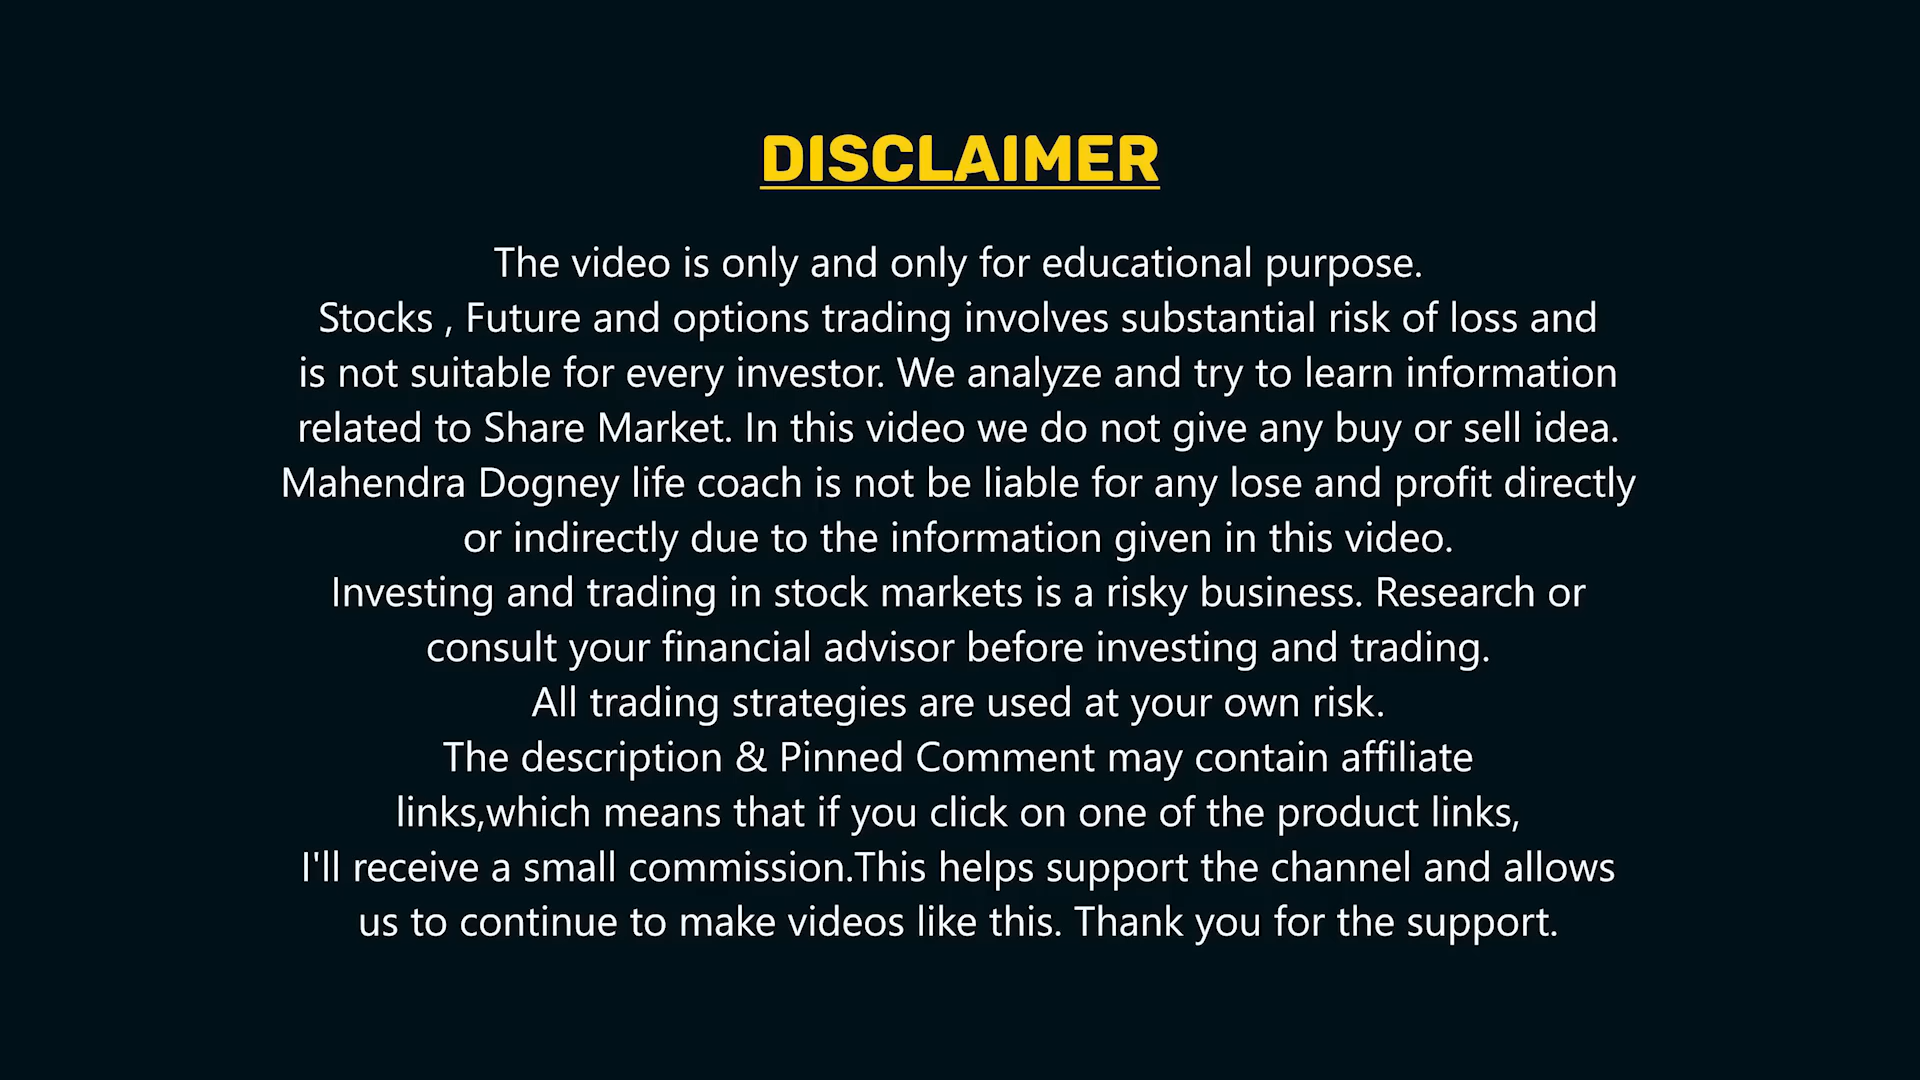 DISCLAIMER
The video is only and only for educational purpose.
Stocks , Future and options trading involves substantial risk of loss and
is not suitable for every investor. We analyze and try to learn information
related to Share Market. In this video we do not give any buy or sell idea.
Mahendra Dogney life coach is not be liable for any lose and profit directly
or indirectly due to the information given in this video.
Investing and trading in stock markets is a risky business. Research or
consult your financial advisor before investing and trading.
All trading strategies are used at your own risk.
The description & Pinned Comment may contain affiliate
links,which means that if you click on one of the product links,
I'll receive a small commission.This helps support the channel and allows
us to continue to make videos like this. Thank you for the support.